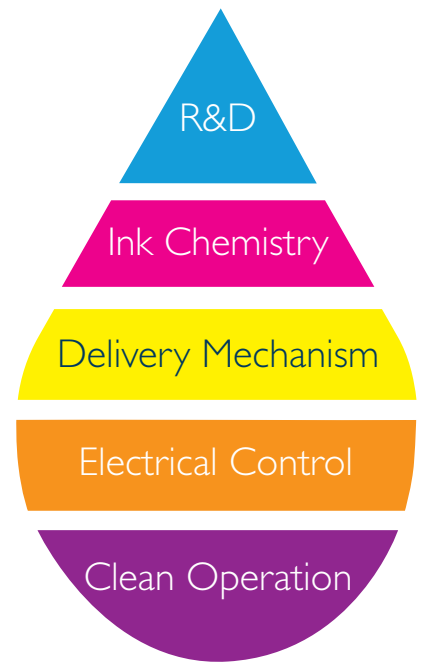 R&D
Ink Chemistry
Delivery Mechanism
Electrical Control
Clean Operation